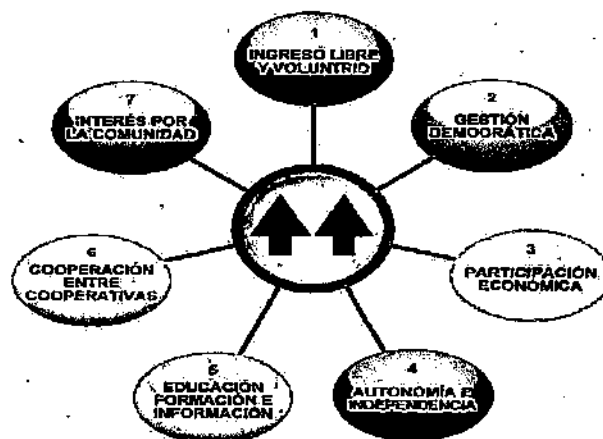 1
INGRESO LIBRE
Y VOLUNTRIO
2
GESTIÓN
DEMOCRÁTICA
3
PARTICIPACIÓN
ECONÓMICA
4
AUTONOMÍA E
INDEPENDENCIA
5
EDUCACIÓN
FORMACIÓN E
INFORMACIÓN
6
COOPERACIÓN
ENTRE
COOPERATIVAS
7
INTERÉS POR
LA COMUNIDAD